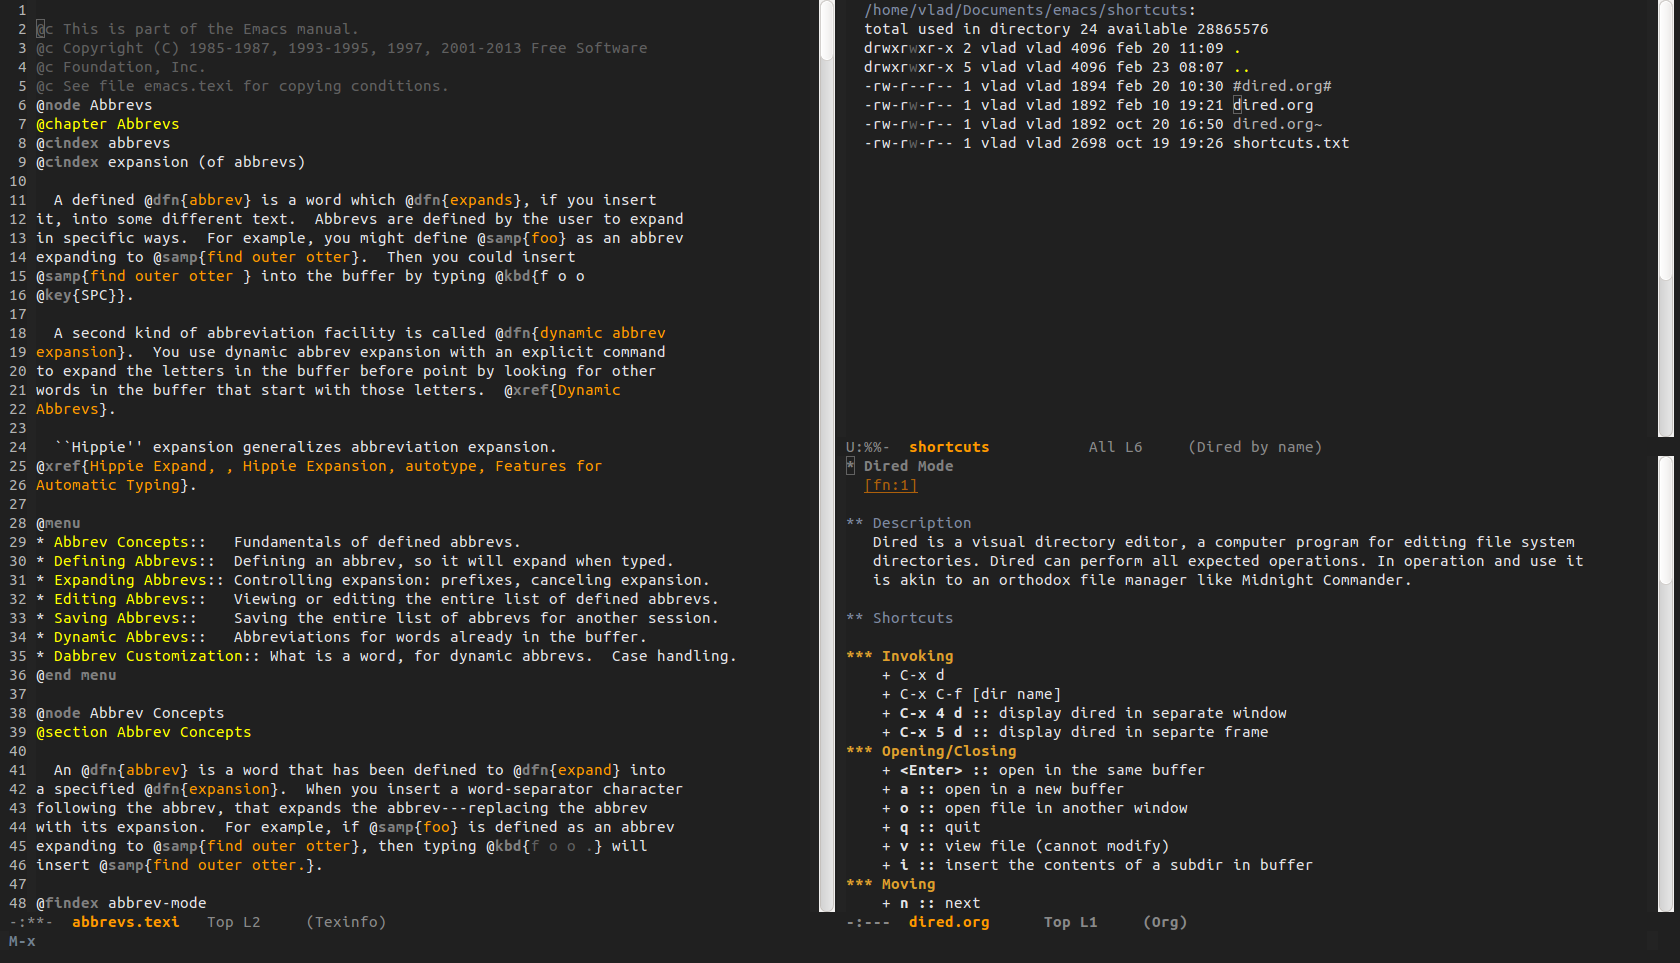 1
2 @c This is part of the Emacs manual.
3 @c Copyright (C) 1985-1987, 1993-1995, 1997, 2001-2013 Free Software
4 @c Foundation, Inc.
5 @c See file emacs.texi for copying conditions.
6 @node Abbrevs
7 @chapter Abbrevs
8 @cindex abbrevs
9 @cindex expansion (of abbrevs)
10
11   A defined @dfn{abbrev} is a word which @dfn{expands}, if you insert
12 it, into some different text.  Abbrevs are defined by the user to expand
13 in specific ways.  For example, you might define @samp{foo} as an abbrev
14 expanding to @samp{find outer otter}.  Then you could insert
15 @samp{find outer otter } into the buffer by typing @kbd{f o o
16 @key{SPC}}.
17
18   A second kind of abbreviation facility is called @dfn{dynamic abbrev
19 expansion}.  You use dynamic abbrev expansion with an explicit command
20 to expand the letters in the buffer before point by looking for other
21 words in the buffer that start with those letters.  @xref{Dynamic
22 Abbrevs}.
23
24   ``Hippie'' expansion generalizes abbreviation expansion.
25 @xref{Hippie Expand, , Hippie Expansion, autotype, Features for
26 Automatic Typing}.
27
28 @menu
29 * Abbrev Concepts::   Fundamentals of defined abbrevs.
30 * Defining Abbrevs::  Defining an abbrev, so it will expand when typed.
31 * Expanding Abbrevs:: Controlling expansion: prefixes, canceling expansion.
32 * Editing Abbrevs::   Viewing or editing the entire list of defined abbrevs.
33 * Saving Abbrevs::    Saving the entire list of abbrevs for another session.
34 * Dynamic Abbrevs::   Abbreviations for words already in the buffer.
35 * Dabbrev Customization:: What is a word, for dynamic abbrevs.  Case handling.
36 @end menu
37
38 @node Abbrev Concepts
39 @section Abbrev Concepts
40
41   An @dfn{abbrev} is a word that has been defined to @dfn{expand} into
42 a specified @dfn{expansion}.  When you insert a word-separator character
43 following the abbrev, that expands the abbrev---replacing the abbrev
44 with its expansion.  For example, if @samp{foo} is defined as an abbrev
45 expanding to @samp{find outer otter}, then typing @kbd{f o o .} will
46 insert @samp{find outer otter.}.
47
48 @findex abbrev-mode
-:**-  abbrevs.texi   Top L2     (Texinfo)
M-x
/home/vlad/Documents/emacs/shortcuts:
total used in directory 24 available 28865576
drwxrwxr-x 2 vlad vlad 4096 feb 20 11:09 .
drwxrwxr-x 5 vlad vlad 4096 feb 23 08:07 ..
-rw-r--r-- 1 vlad vlad 1894 feb 20 10:30 #dired.org#
-rw-rw-r-- 1 vlad vlad 1892 feb 10 19:21 dired.org
-rw-rw-r-- 1 vlad vlad 1892 oct 20 16:50 dired.org~
-rw-rw-r-- 1 vlad vlad 2698 oct 19 19:26 shortcuts.txt
U:%%-  shortcuts           All L6     (Dired by name)
* Dired Mode
[fn:1]
** Description
Dired is a visual directory editor, a computer program for editing file system
directories. Dired can perform all expected operations. In operation and use it
is akin to an orthodox file manager like Midnight Commander.
** Shortcuts
*** Invoking
+ C-x d
+ C-x C-f [dir name]
+ C-x 4 d :: display dired in separate window
+ C-x 5 d :: display dired in separte frame
*** Opening/Closing
+ <Enter> :: open in the same buffer
+ a :: open in a new buffer
+ o :: open file in another window
+ q :: quit
+ v :: view file (cannot modify)
+ i :: insert the contents of a subdir in buffer
*** Moving
+ n :: next
-:---  dired.org      Top L1     (Org)